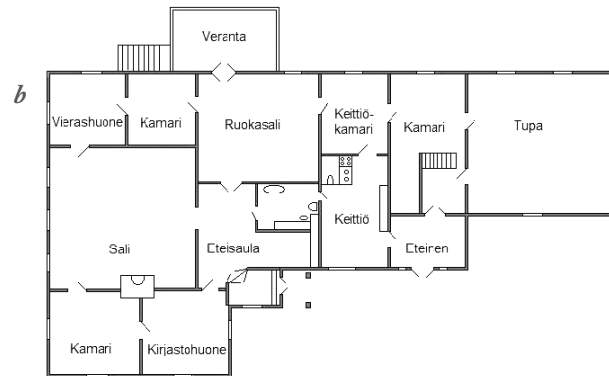 Veranta
b
Vierashuone
Kamari
Ruokasali
Keittiö-
kamari
Kamari
Tupa
Keittiö
Sali
Eteisaula
Eteinen
Kamari
Kirjastohuone